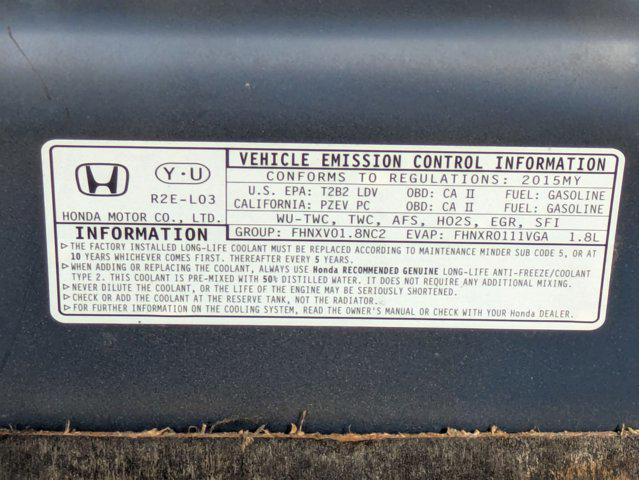 VEHICLE EMISSION CONTROL INFORMATION
CONFORMS TO REGULATIONS: 2015MY
U.S. EPA: T2B2 LDV OBD: CA II FUEL: GASOLINE
CALIFORNIA: PZEV PC OBD: CA II FUEL: GASOLINE
WU-TWC, TWC, AFS, HO2S, EGR, SFI
GROUP: FHNXV01.8NC2 EVAP: FHNXR0111VGA 1.8L
Y-U
R2E-L03
HONDA MOTOR CO., LTD.
INFORMATION
▷ THE FACTORY INSTALLED LONG-LIFE COOLANT MUST BE REPLACED ACCORDING TO MAINTENANCE MINDER SUB CODE 5, OR AT
10 YEARS WHICHEVER COMES FIRST. THEREAFTER EVERY 5 YEARS.
▷ WHEN ADDING OR REPLACING THE COOLANT, ALWAYS USE Honda RECOMMENDED GENUINE LONG-LIFE ANTI-FREEZE/COOLANT
TYPE 2. THIS COOLANT IS PRE-MIXED WITH 50% DISTILLED WATER. IT DOES NOT REQUIRE ANY ADDITIONAL MIXING.
▷ NEVER DILUTE THE COOLANT, OR THE LIFE OF THE ENGINE MAY BE SERIOUSLY SHORTENED.
▷ CHECK OR ADD THE COOLANT AT THE RESERVE TANK, NOT THE RADIATOR.
▷ FOR FURTHER INFORMATION ON THE COOLING SYSTEM, READ THE OWNER'S MANUAL OR CHECK WITH YOUR Honda DEALER.